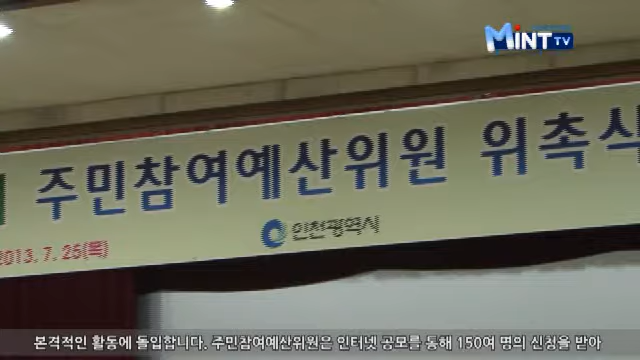 MINT TV
주민참여예산위원 위촉식
2013. 7. 25(목)
인천광역시
본격적인 활동에 돌입합니다. 주민참여예산위원은 인터넷 공모를 통해 150여 명의 신청을 받아